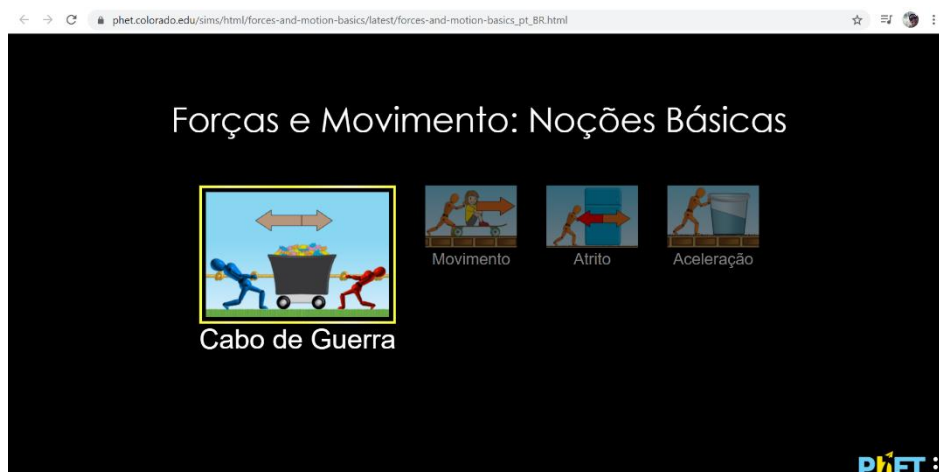 phet.colorado.edu/sims/html/forces-and-motion-basics/latest/forces-and-motion-basics_pt_BR.html
Forças e Movimento: Noções Básicas
Cabo de Guerra
Movimento
Atrito
Aceleração
PhET